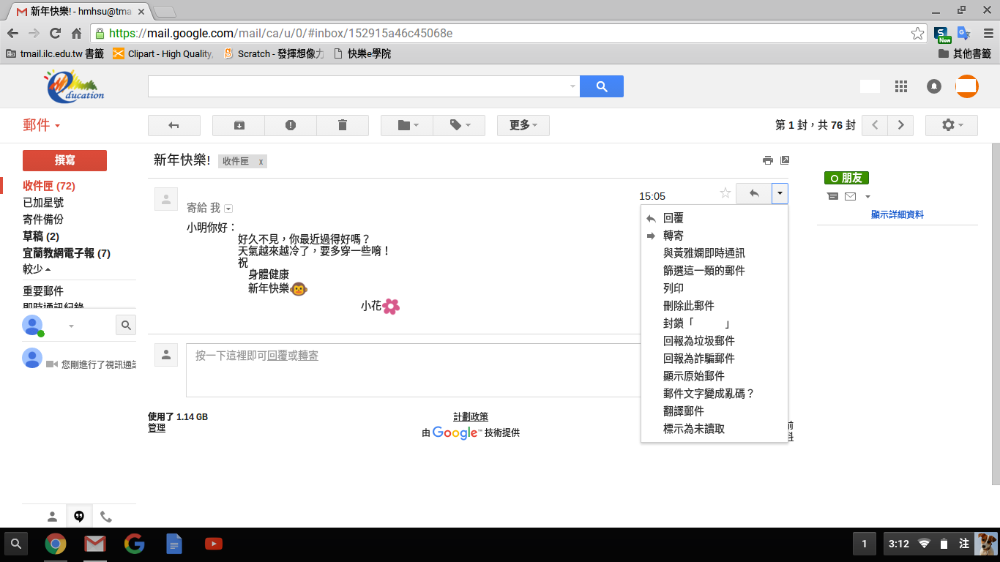 新年快樂! - hmhsu@tma
https://mail.google.com/mail/ca/u/0/#inbox/152915a46c45068e
S New
tmail.ilc.edu.tw 書籤 Clipart - High Quality, Scratch - 發揮想像力 快樂e學院 其他書籤
education
郵件 更多 第 1 封，共 76 封
撰寫
收件匣 (72)
已加星號
寄件備份
草稿 (2)
宜蘭教網電子報 (7)
較少
重要郵件
即時通訊紀錄
您剛進行了視訊通話
新年快樂! 收件匣 x
15:05
寄給 我
小明你好：
好久不見，你最近過得好嗎？
天氣越來越冷了，要多穿一些唷！
祝
身體健康
新年快樂
小花
按一下這裡即可回覆或轉寄
回覆
轉寄
與黃雅嫺即時通訊
篩選這一類的郵件
列印
刪除此郵件
封鎖「 」
回報為垃圾郵件
回報為詐騙郵件
顯示原始郵件
郵件文字變成亂碼？
翻譯郵件
標示為未讀取
朋友
顯示詳細資料
使用了 1.14 GB
管理
計劃政策
由 Google™ 技術提供
前
1 3:12 注